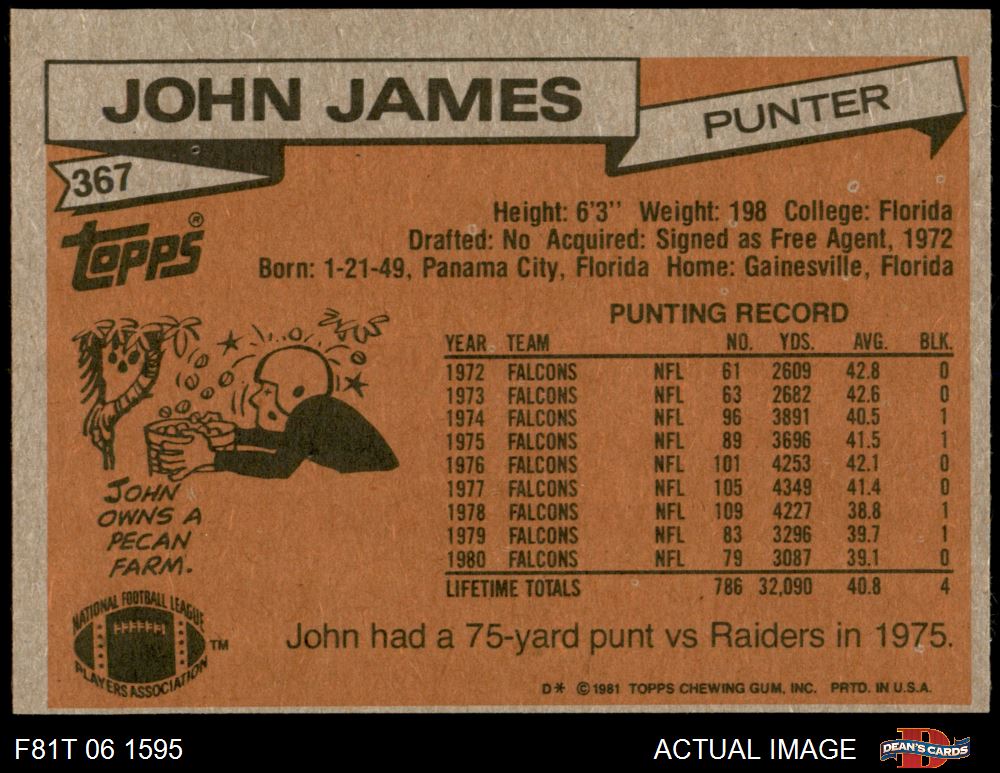 JOHN JAMES
PUNTER
367
TOPPS®
Height: 6'3'' Weight: 198 College: Florida
Drafted: No Acquired: Signed as Free Agent, 1972
Born: 1-21-49, Panama City, Florida Home: Gainesville, Florida
PUNTING RECORD
YEAR TEAM NO. YDS. AVG. BLK.
1972 FALCONS NFL 61 2609 42.8 0
1973 FALCONS NFL 63 2682 42.6 0
1974 FALCONS NFL 96 3891 40.5 1
1975 FALCONS NFL 89 3696 41.5 1
1976 FALCONS NFL 101 4253 42.1 0
1977 FALCONS NFL 105 4349 41.4 0
1978 FALCONS NFL 109 4227 38.8 1
1979 FALCONS NFL 83 3296 39.7 1
1980 FALCONS NFL 79 3087 39.1 0
LIFETIME TOTALS 786 32,090 40.8 4
JOHN
OWNS A
PECAN
FARM.
NATIONAL FOOTBALL LEAGUE
PLAYERS ASSOCIATION
TM
John had a 75-yard punt vs Raiders in 1975.
D* ©1981 TOPPS CHEWING GUM, INC. PRTD. IN U.S.A.
F81T 06 1595
ACTUAL IMAGE
DEAN'S CARDS